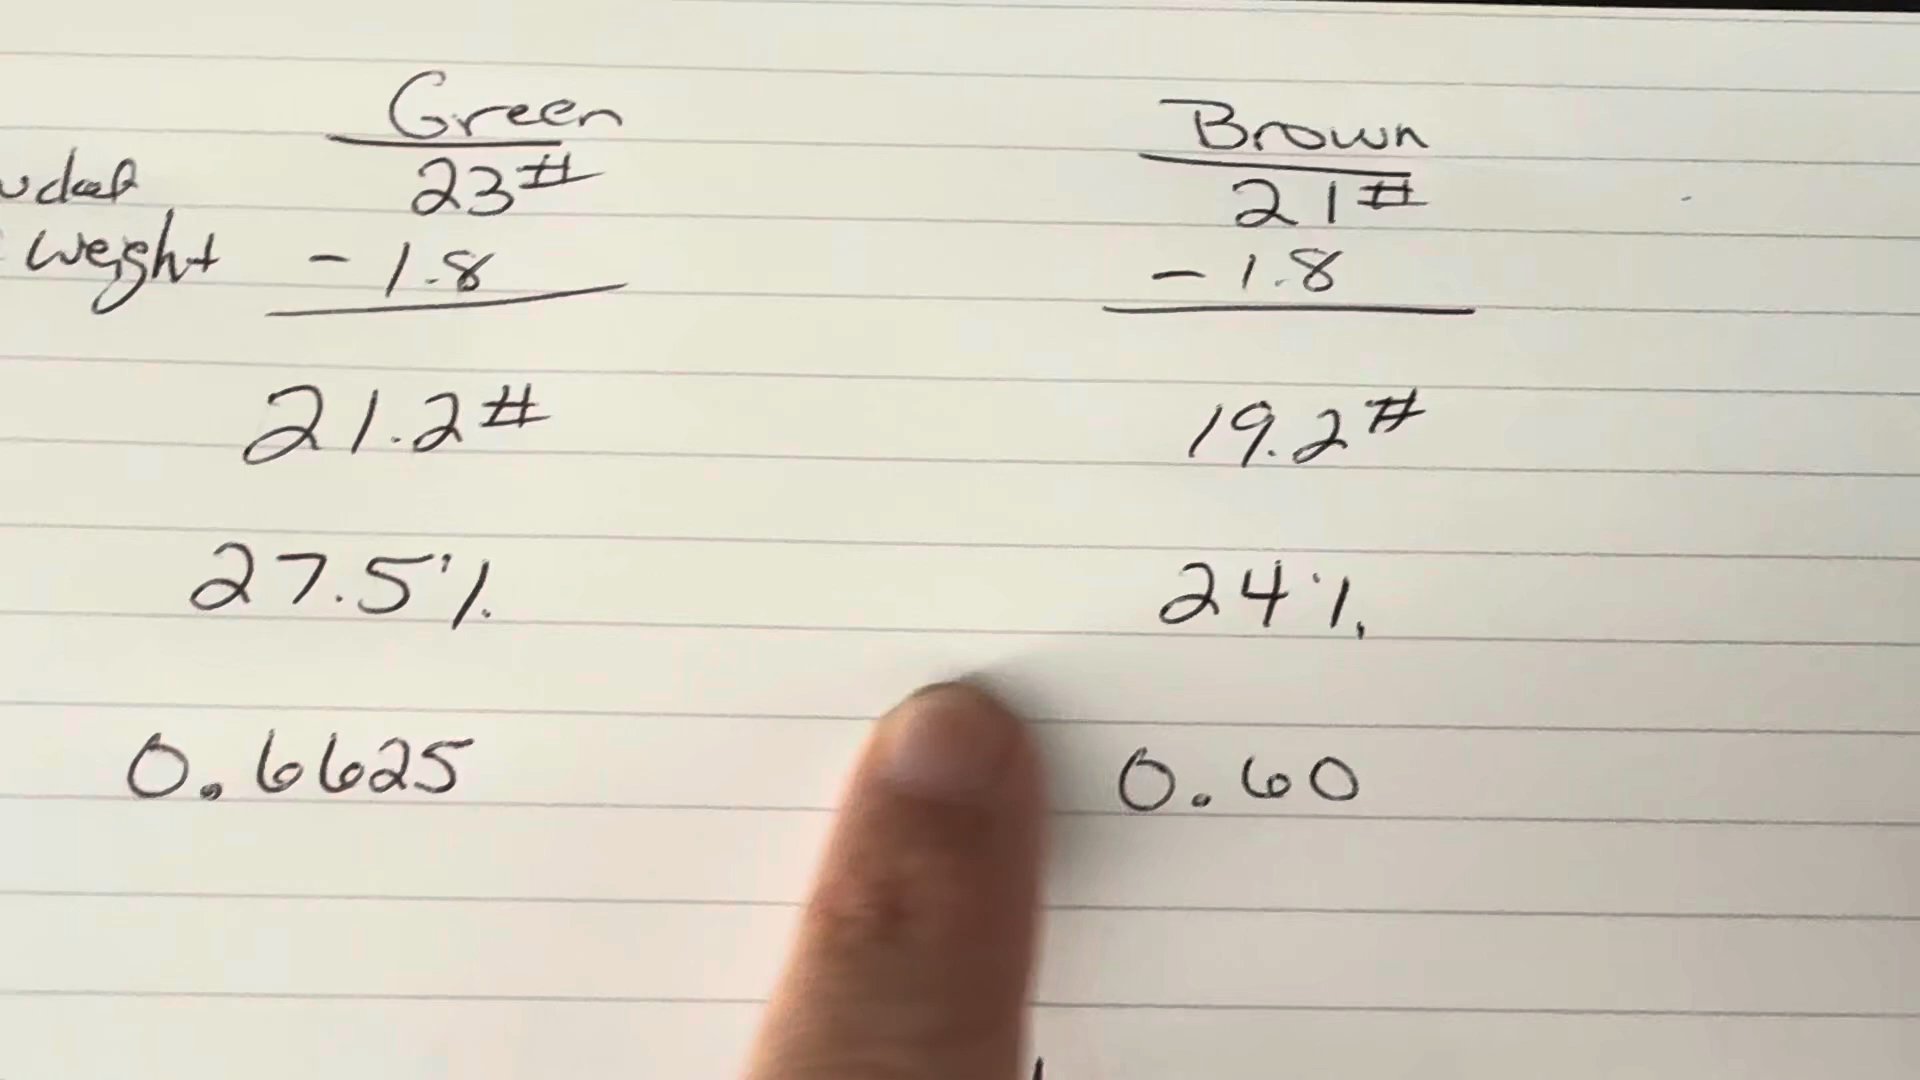 Green Brown
23# 21#
weight - 1.8 - 1.8
21.2# 19.2#
27.5% 24%
0.6625 0.60